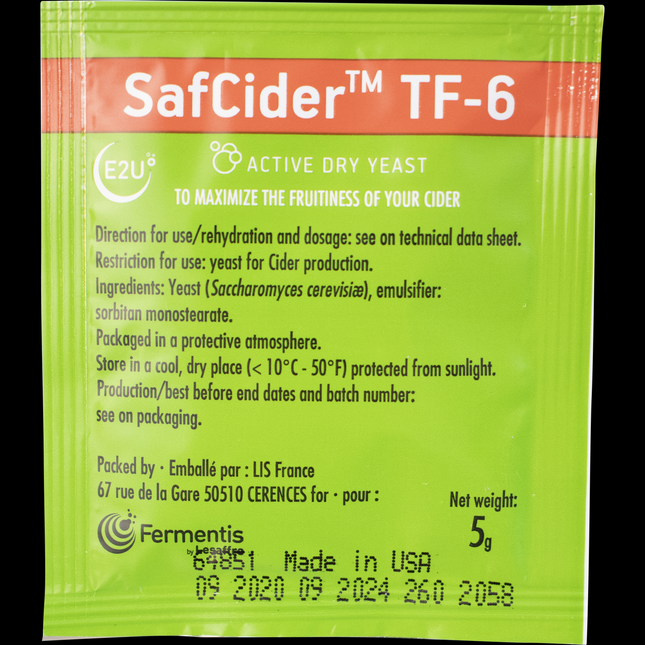 SafCider™ TF-6
E2U
ACTIVE DRY YEAST
TO MAXIMIZE THE FRUITINESS OF YOUR CIDER
Direction for use/rehydration and dosage: see on technical data sheet.
Restriction for use: yeast for Cider production.
Ingredients: Yeast (Saccharomyces cerevisiæ), emulsifier:
sorbitan monostearate.
Packaged in a protective atmosphere.
Store in a cool, dry place (< 10°C - 50°F) protected from sunlight.
Production/best before end dates and batch number:
see on packaging.
Packed by · Emballé par : LIS France
67 rue de la Gare 50510 CERENCES for · pour :
Net weight:
5g
Fermentis
by Lesaffre
64851 Made in USA
09 2020 09 2024 260 2058